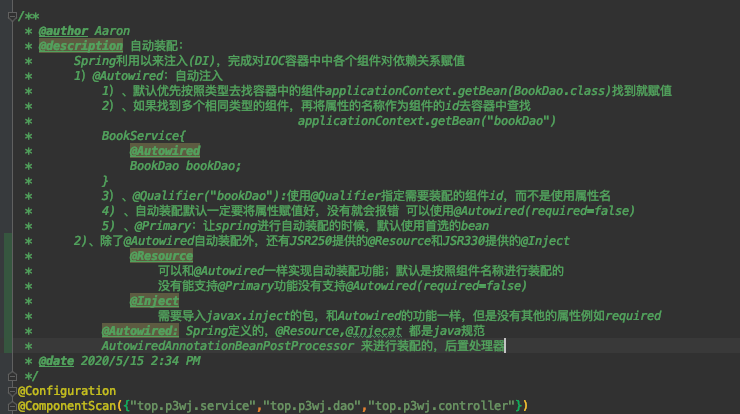 /**
* @author Aaron
* @description 自动装配:
* Spring利用以来注入(DI)，完成对IOC容器中中各个组件对依赖关系赋值
* 1）@Autowired：自动注入
* 1）、默认优先按照类型去找容器中的组件applicationContext.getBean(BookDao.class)找到就赋值
* 2）、如果找到多个相同类型的组件，再将属性的名称作为组件的id去容器中查找
* applicationContext.getBean("bookDao")
* BookService{
* @Autowired
* BookDao bookDao;
* }
* 3）、@Qualifier("bookDao"):使用@Qualifier指定需要装配的组件id，而不是使用属性名
* 4）、自动装配默认一定要将属性赋值好，没有就会报错 可以使用@Autowired(required=false)
* 5）、@Primary：让spring进行自动装配的时候，默认使用首选的bean
* 2)、除了@Autowired自动装配外，还有JSR250提供的@Resource和JSR330提供的@Inject
* @Resource
* 可以和@Autowired一样实现自动装配功能；默认是按照组件名称进行装配的
* 没有能支持@Primary功能没有支持@Autowired(required=false)
* @Inject
* 需要导入javax.inject的包，和Autowired的功能一样，但是没有其他的属性例如required
* @Autowired: Spring定义的，@Resource,@Injecat 都是java规范
* AutowiredAnnotationBeanPostProcessor 来进行装配的，后置处理器
* @date 2020/5/15 2:34 PM
*/
@Configuration
@ComponentScan({"top.p3wj.service","top.p3wj.dao","top.p3wj.controller"})